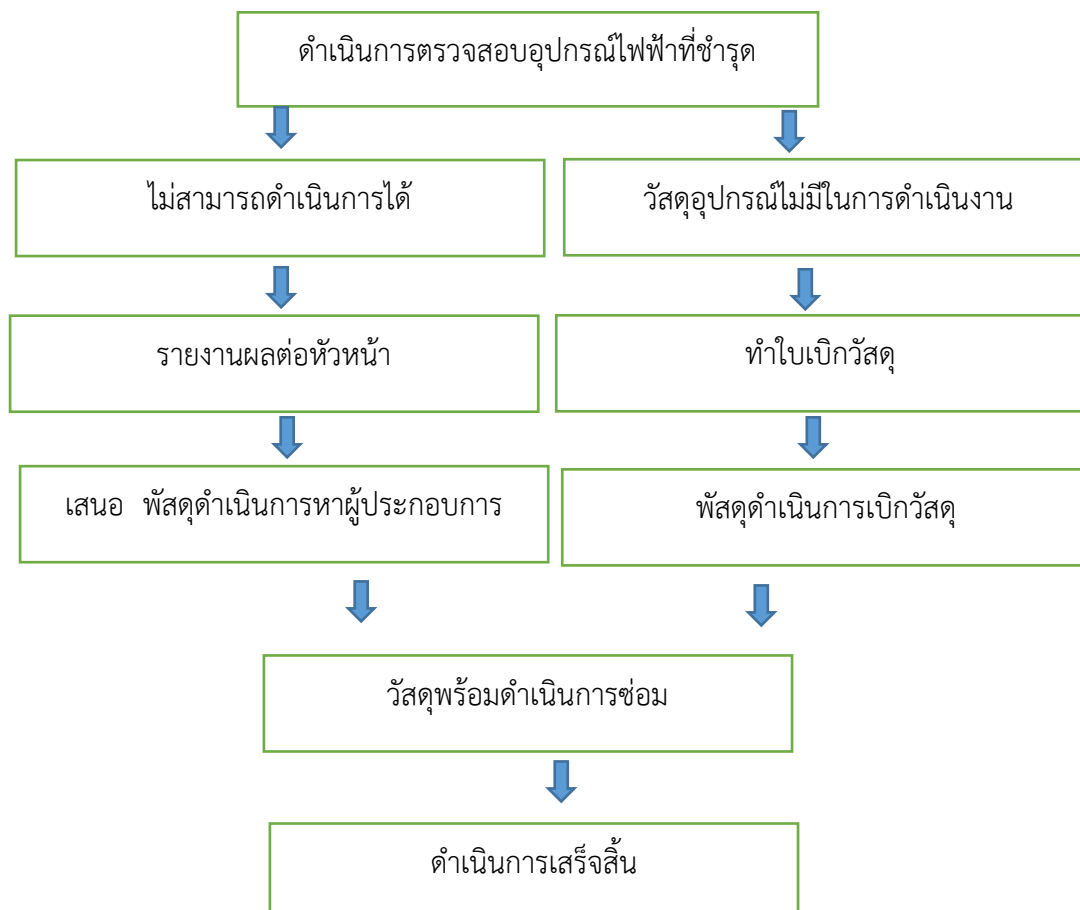 ดำเนินการตรวจสอบอุปกรณ์ไฟฟ้าที่ชำรุด
ไม่สามารถดำเนินการได้
วัสดุอุปกรณ์ไม่มีในการดำเนินงาน
รายงานผลต่อหัวหน้า
ทำใบเบิกวัสดุ
เสนอ พัสดุดำเนินการหาผู้ประกอบการ
พัสดุดำเนินการเบิกวัสดุ
วัสดุพร้อมดำเนินการซ่อม
ดำเนินการเสร็จสิ้น